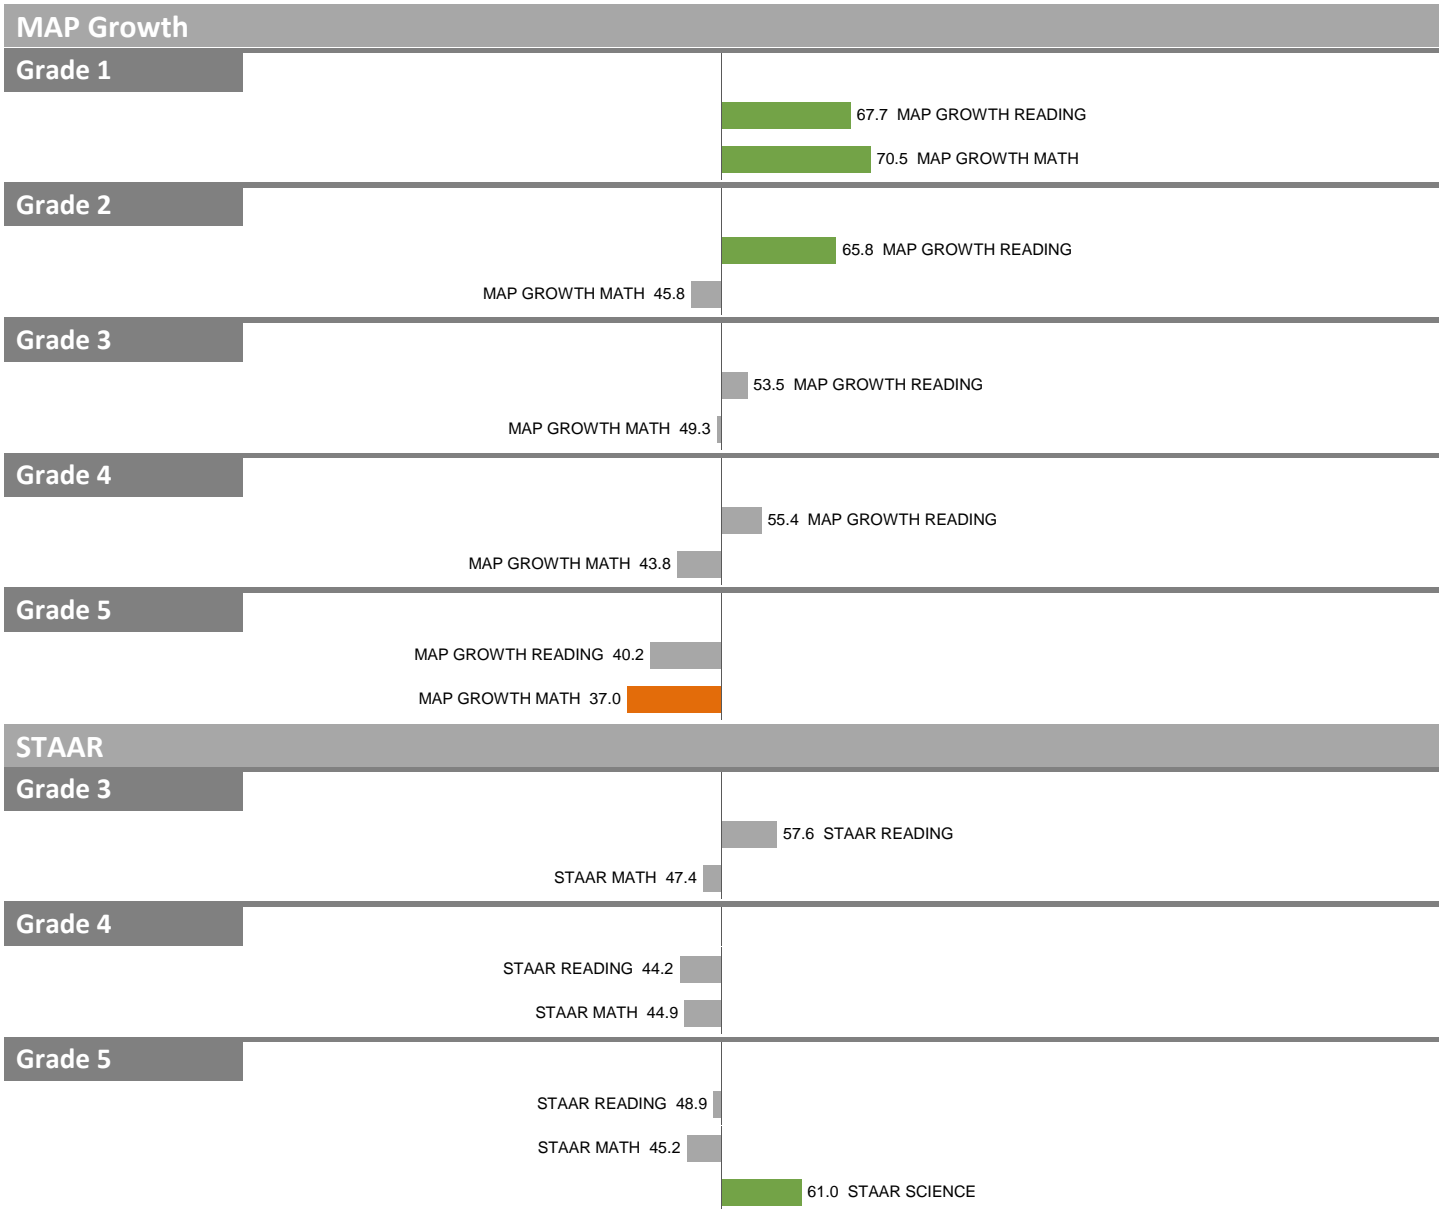 MAP Growth
Grade 1
67.7 MAP GROWTH READING
70.5 MAP GROWTH MATH
Grade 2
65.8 MAP GROWTH READING
MAP GROWTH MATH 45.8
Grade 3
53.5 MAP GROWTH READING
MAP GROWTH MATH 49.3
Grade 4
55.4 MAP GROWTH READING
MAP GROWTH MATH 43.8
Grade 5
MAP GROWTH READING 40.2
MAP GROWTH MATH 37.0
STAAR
Grade 3
57.6 STAAR READING
STAAR MATH 47.4
Grade 4
STAAR READING 44.2
STAAR MATH 44.9
Grade 5
STAAR READING 48.9
STAAR MATH 45.2
61.0 STAAR SCIENCE